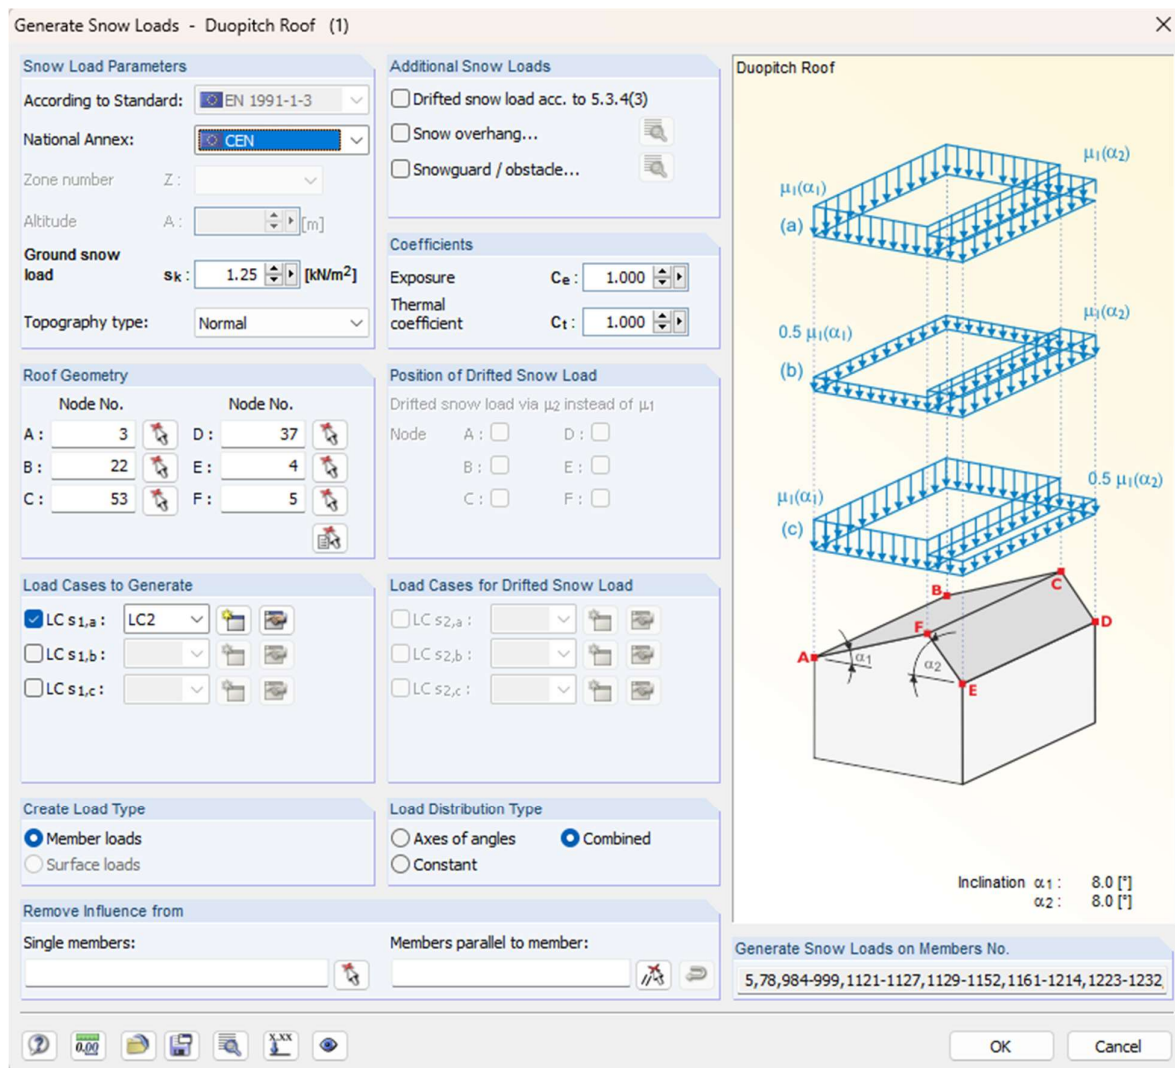 Generate Snow Loads - Duopitch Roof (1)
Snow Load Parameters
According to Standard: EN 1991-1-3
National Annex: CEN
Zone number Z :
Altitude A : [m]
Ground snow
load sk : 1.25 [kN/m²]
Topography type: Normal
Additional Snow Loads
Drifted snow load acc. to 5.3.4(3)
Snow overhang...
Snowguard / obstacle...
Coefficients
Exposure Ce : 1.000
Thermal
coefficient Ct : 1.000
Roof Geometry
Node No. Node No.
A : 3 D : 37
B : 22 E : 4
C : 53 F : 5
Position of Drifted Snow Load
Drifted snow load via μ2 instead of μ1
Node A : D :
B : E :
C : F :
Load Cases to Generate
LC s1,a : LC2
LC s1,b :
LC s1,c :
Load Cases for Drifted Snow Load
LC s2,a :
LC s2,b :
LC s2,c :
Create Load Type
Member loads
Surface loads
Load Distribution Type
Axes of angles Combined
Constant
Remove Influence from
Single members:
Members parallel to member:
Duopitch Roof
μ1(α2)
μ1(α1)
(a)
0.5 μ1(α1)
(b)
0.5 μ1(α2)
μ1(α1)
(c)
B
C
F
D
A
α1
α2
E
Inclination α1 : 8.0 [°]
α2 : 8.0 [°]
Generate Snow Loads on Members No.
5,78,984-999,1121-1127,1129-1152,1161-1214,1223-1232,
0.00
x.xx
OK
Cancel